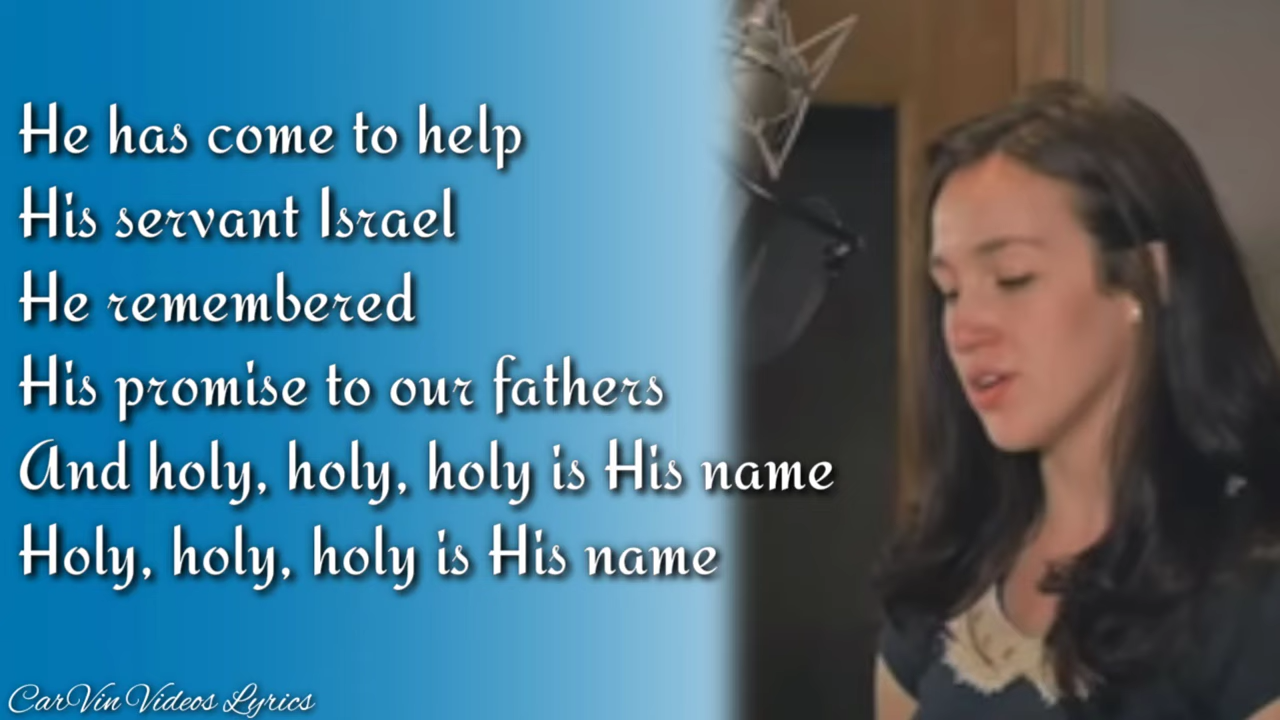 He has come to help
His servant Israel
He remembered
His promise to our fathers
And holy, holy, holy is His name
Holy, holy, holy is His name
CarVin Videos Lyrics